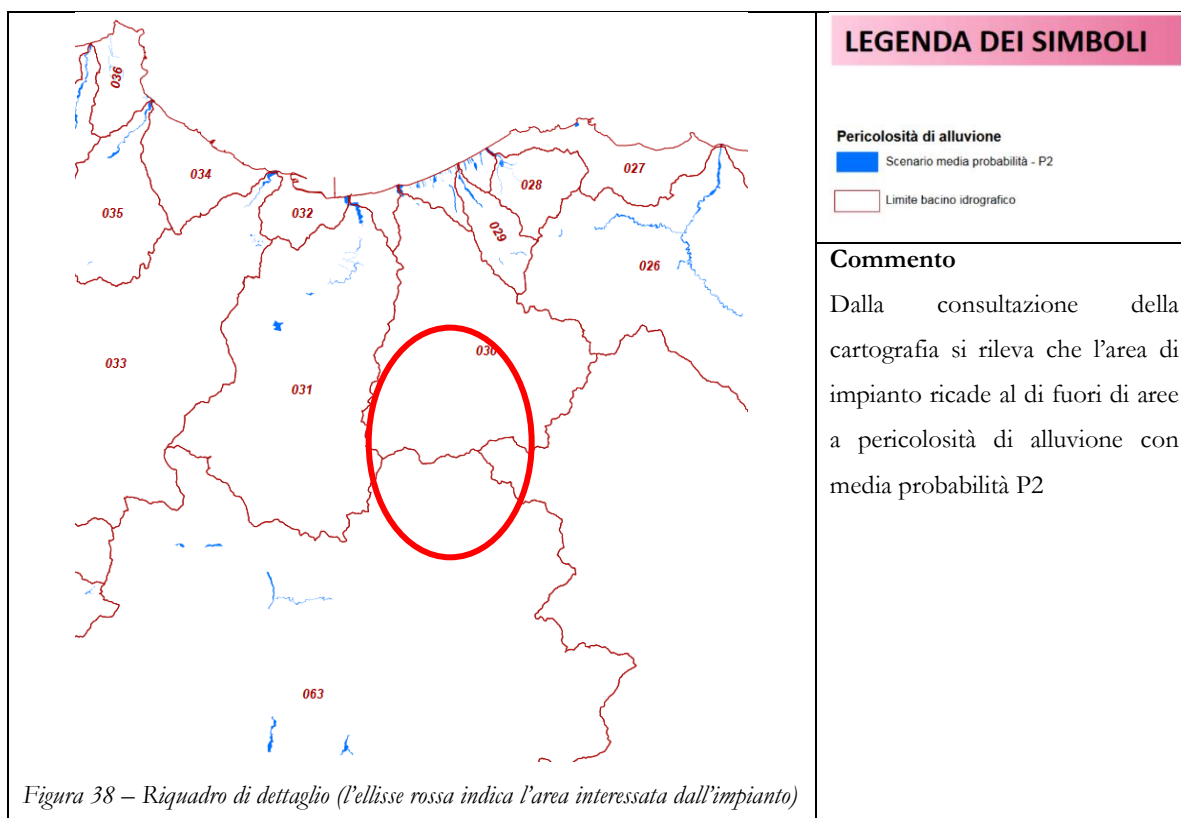 036
034
035
032
033
031
030
029
028
027
026
063
Figura 38 – Riquadro di dettaglio (l'ellisse rossa indica l'area interessata dall'impianto)
LEGENDA DEI SIMBOLI
Pericolosità di alluvione
Scenario media probabilità - P2
Limite bacino idrografico
Commento
Dalla consultazione della
cartografia si rileva che l'area di
impianto ricade al di fuori di aree
a pericolosità di alluvione con
media probabilità P2